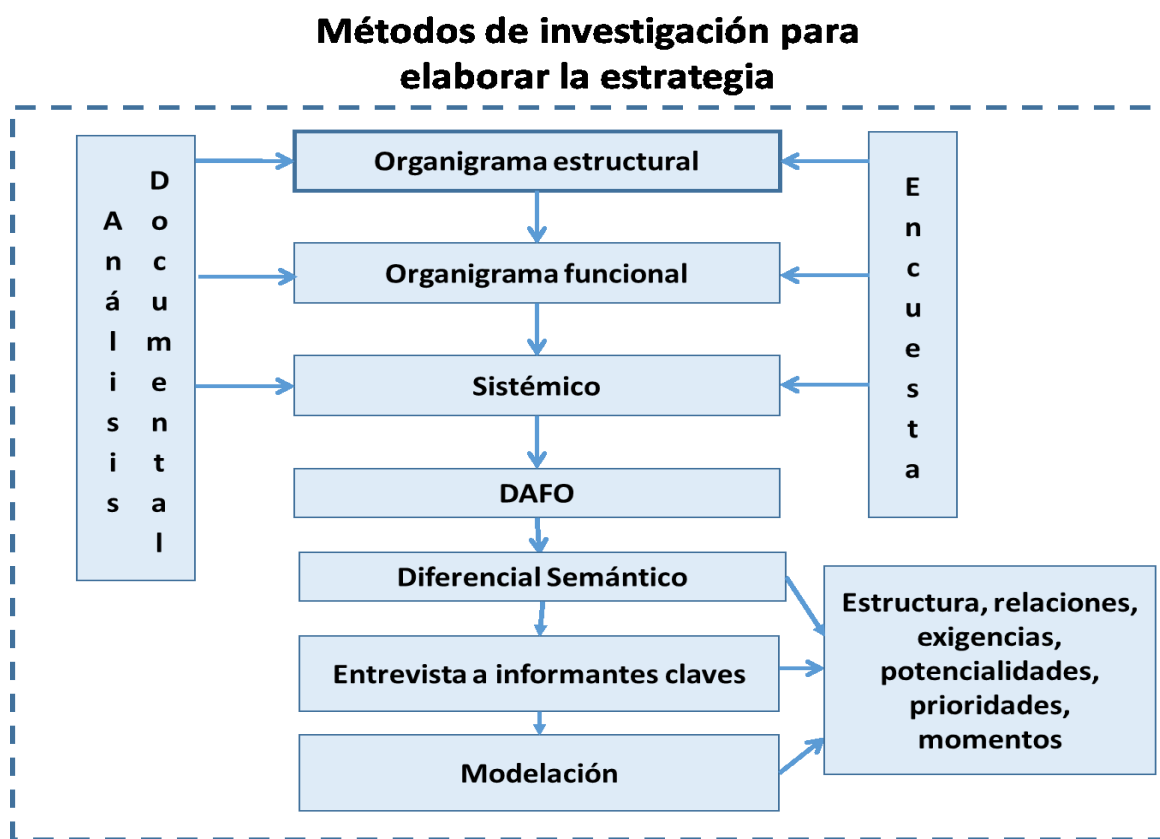 Métodos de investigación para
elaborar la estrategia
Análisis
Documental
Organigrama estructural
Organigrama funcional
Sistémico
DAFO
Diferencial Semántico
Entrevista a informantes claves
Modelación
Encuesta
Estructura, relaciones,
exigencias,
potencialidades,
prioridades,
momentos